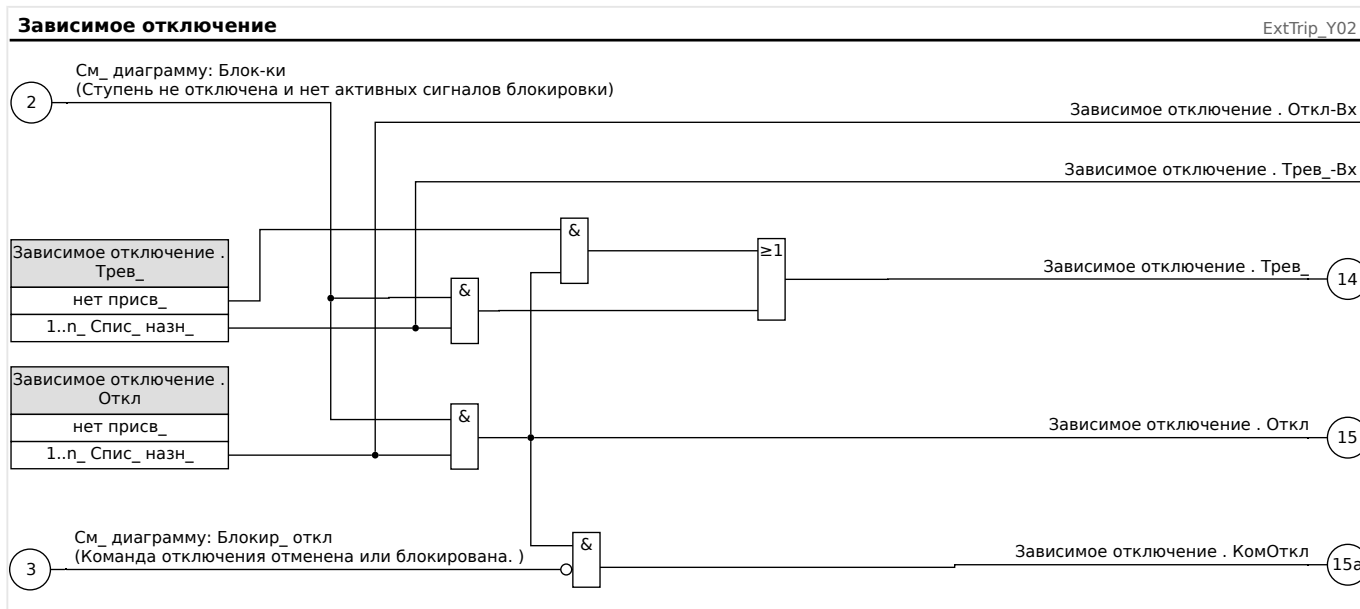 Зависимое отключение
ExtTrip_Y02
См_ диаграмму: Блок-ки
(Ступень не отключена и нет активных сигналов блокировки)
2
Зависимое отключение . Откл-Вх
Зависимое отключение . Трев_-Вх
&
≥1
Зависимое отключение .
Трев_
нет присв_
1..n_ Спис_ назн_
&
Зависимое отключение . Трев_
14
Зависимое отключение .
Откл
нет присв_
1..n_ Спис_ назн_
&
Зависимое отключение . Откл
15
См_ диаграмму: Блокир_ откл
(Команда отключения отменена или блокирована. )
3
&
Зависимое отключение . КомОткл
15a